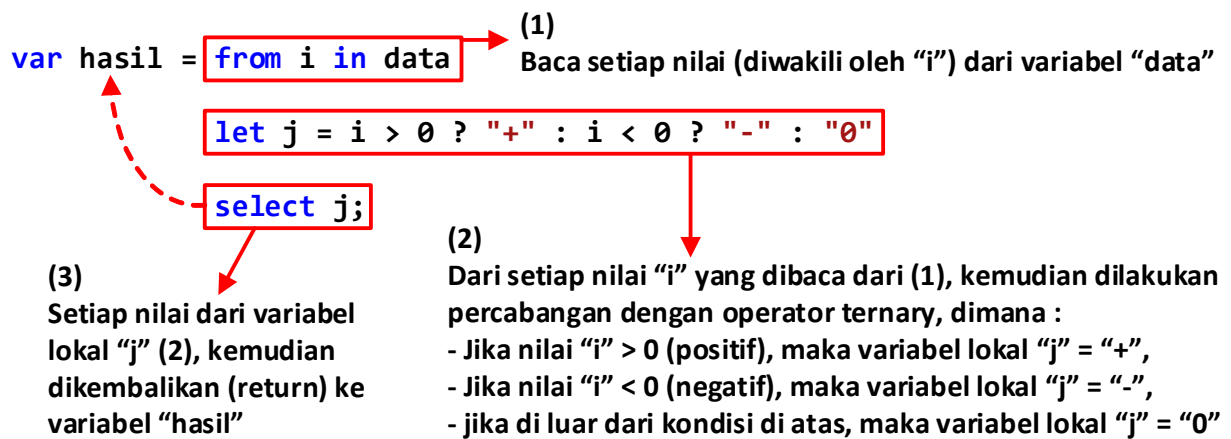 var hasil = from i in data
(1)
Baca setiap nilai (diwakili oleh “i”) dari variabel “data”
let j = i > 0 ? "+" : i < 0 ? "-" : "0"
select j;
(2)
Dari setiap nilai “i” yang dibaca dari (1), kemudian dilakukan
percabangan dengan operator ternary, dimana :
- Jika nilai “i” > 0 (positif), maka variabel lokal “j” = “+”,
- Jika nilai “i” < 0 (negatif), maka variabel lokal “j” = “-”,
- jika di luar dari kondisi di atas, maka variabel lokal “j” = “0”
(3)
Setiap nilai dari variabel
lokal “j” (2), kemudian
dikembalikan (return) ke
variabel “hasil”